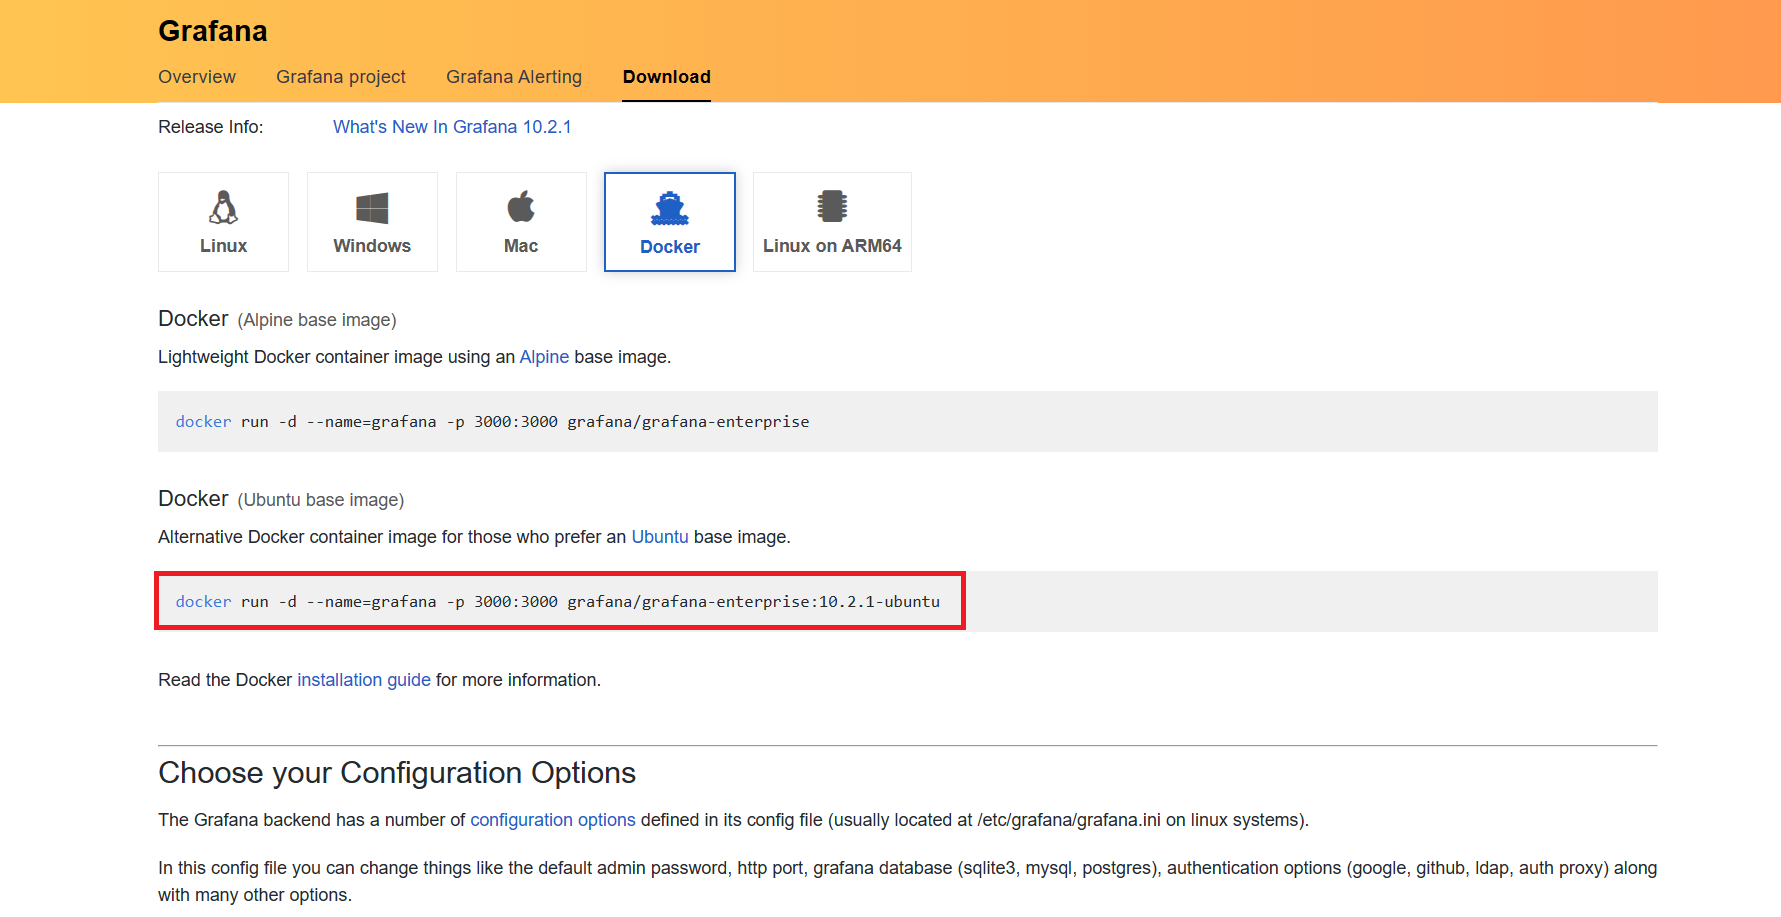 Grafana
Overview Grafana project Grafana Alerting Download
Release Info: What's New In Grafana 10.2.1
Linux Windows Mac Docker Linux on ARM64
Docker (Alpine base image)
Lightweight Docker container image using an Alpine base image.
docker run -d --name=grafana -p 3000:3000 grafana/grafana-enterprise
Docker (Ubuntu base image)
Alternative Docker container image for those who prefer an Ubuntu base image.
docker run -d --name=grafana -p 3000:3000 grafana/grafana-enterprise:10.2.1-ubuntu
Read the Docker installation guide for more information.
Choose your Configuration Options
The Grafana backend has a number of configuration options defined in its config file (usually located at /etc/grafana/grafana.ini on linux systems).
In this config file you can change things like the default admin password, http port, grafana database (sqlite3, mysql, postgres), authentication options (google, github, ldap, auth proxy) along
with many other options.